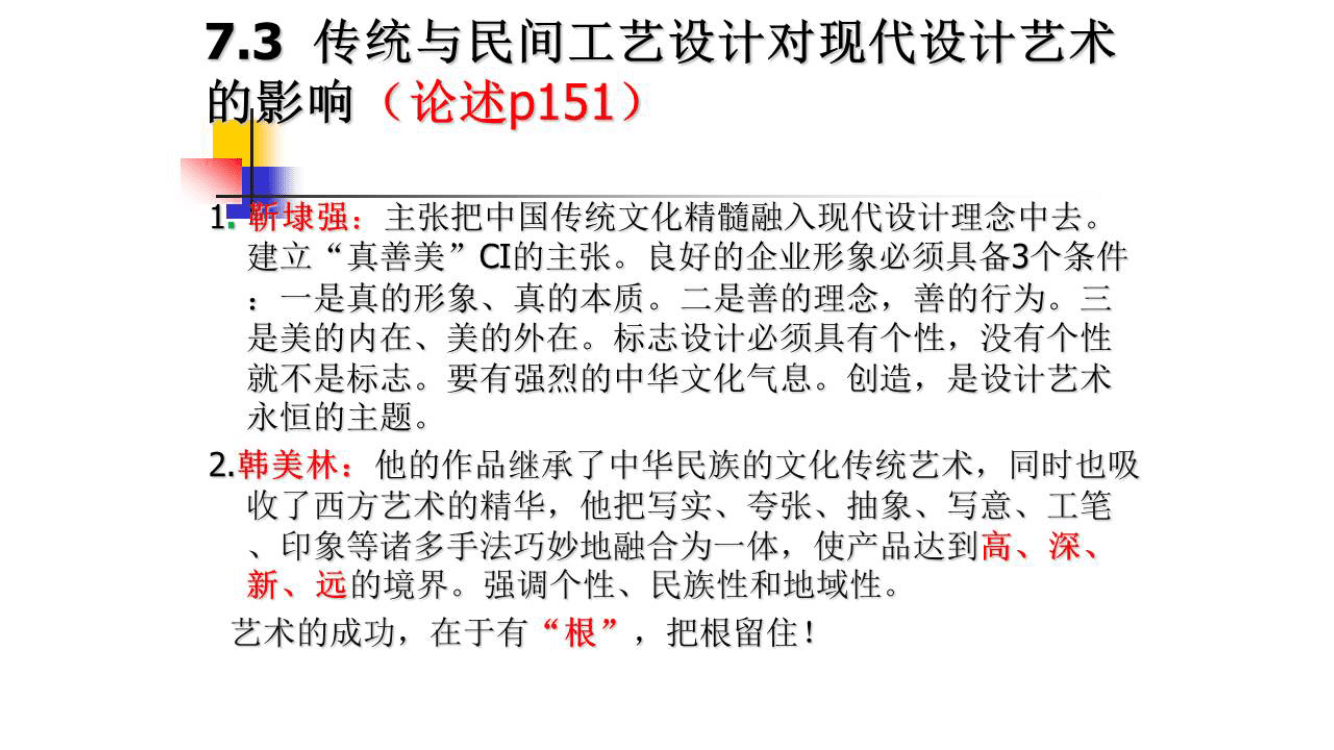 7.3 传统与民间工艺设计对现代设计艺术
的影响（论述p151）
1. 靳埭强：主张把中国传统文化精髓融入现代设计理念中去。
建立“真善美”CI的主张。良好的企业形象必须具备3个条件
：一是真的形象、真的本质。二是善的理念，善的行为。三
是美的内在、美的外在。标志设计必须具有个性，没有个性
就不是标志。要有强烈的中华文化气息。创造，是设计艺术
永恒的主题。
2.韩美林：他的作品继承了中华民族的文化传统艺术，同时也吸
收了西方艺术的精华，他把写实、夸张、抽象、写意、工笔
、印象等诸多手法巧妙地融合为一体，使产品达到高、深、
新、远的境界。强调个性、民族性和地域性。
艺术的成功，在于有“根”，把根留住！